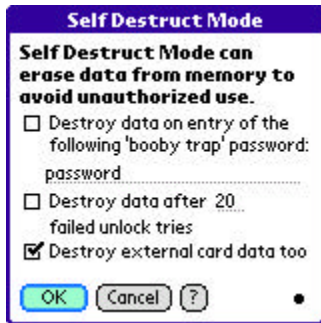 Self Destruct Mode
Self Destruct Mode can
erase data from memory to
avoid unauthorized use.
Destroy data on entry of the
following 'booby trap' password:
password
Destroy data after 20
failed unlock tries
Destroy external card data too
OK Cancel ?